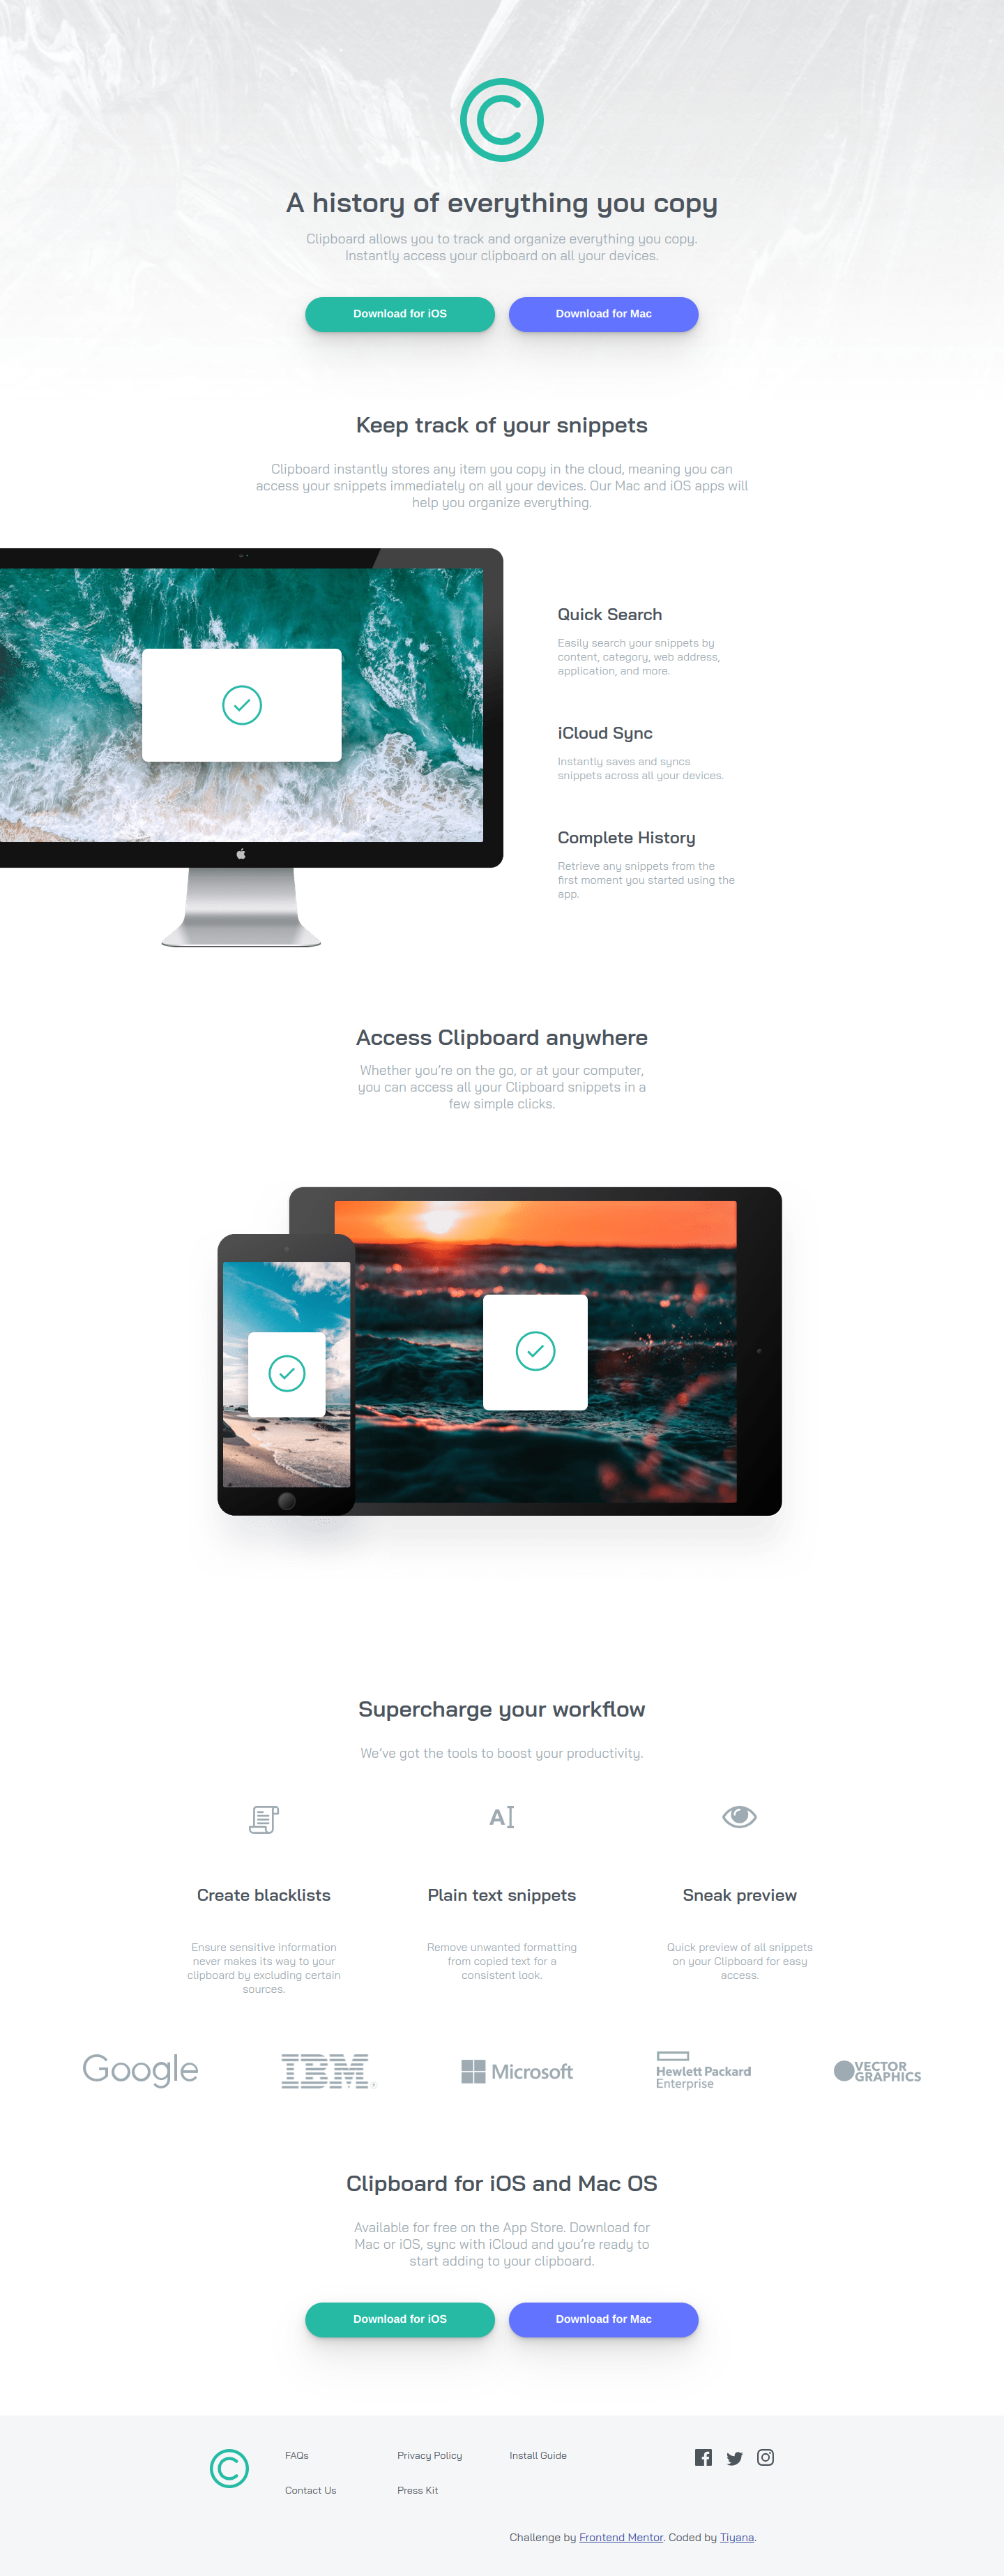 A history of everything you copy
Clipboard allows you to track and organize everything you copy.
Instantly access your clipboard on all your devices.
Download for iOS
Download for Mac
Keep track of your snippets
Clipboard instantly stores any item you copy in the cloud, meaning you can
access your snippets immediately on all your devices. Our Mac and iOS apps will
help you organize everything.
Quick Search
Easily search your snippets by
content, category, web address,
application, and more.
iCloud Sync
Instantly saves and syncs
snippets across all your devices.
Complete History
Retrieve any snippets from the
first moment you started using the
app.
Access Clipboard anywhere
Whether you’re on the go, or at your computer,
you can access all your Clipboard snippets in a
few simple clicks.
Supercharge your workflow
We’ve got the tools to boost your productivity.
A
Create blacklists
Ensure sensitive information
never makes its way to your
clipboard by excluding certain
sources.
Plain text snippets
Remove unwanted formatting
from copied text for a
consistent look.
Sneak preview
Quick preview of all snippets
on your Clipboard for easy
access.
Google
IBM
Microsoft
Hewlett Packard
Enterprise
VECTOR
GRAPHICS
Clipboard for iOS and Mac OS
Available for free on the App Store. Download for
Mac or iOS, sync with iCloud and you’re ready to
start adding to your clipboard.
Download for iOS
Download for Mac
FAQs
Privacy Policy
Install Guide
Contact Us
Press Kit
Challenge by Frontend Mentor. Coded by Tiyana.